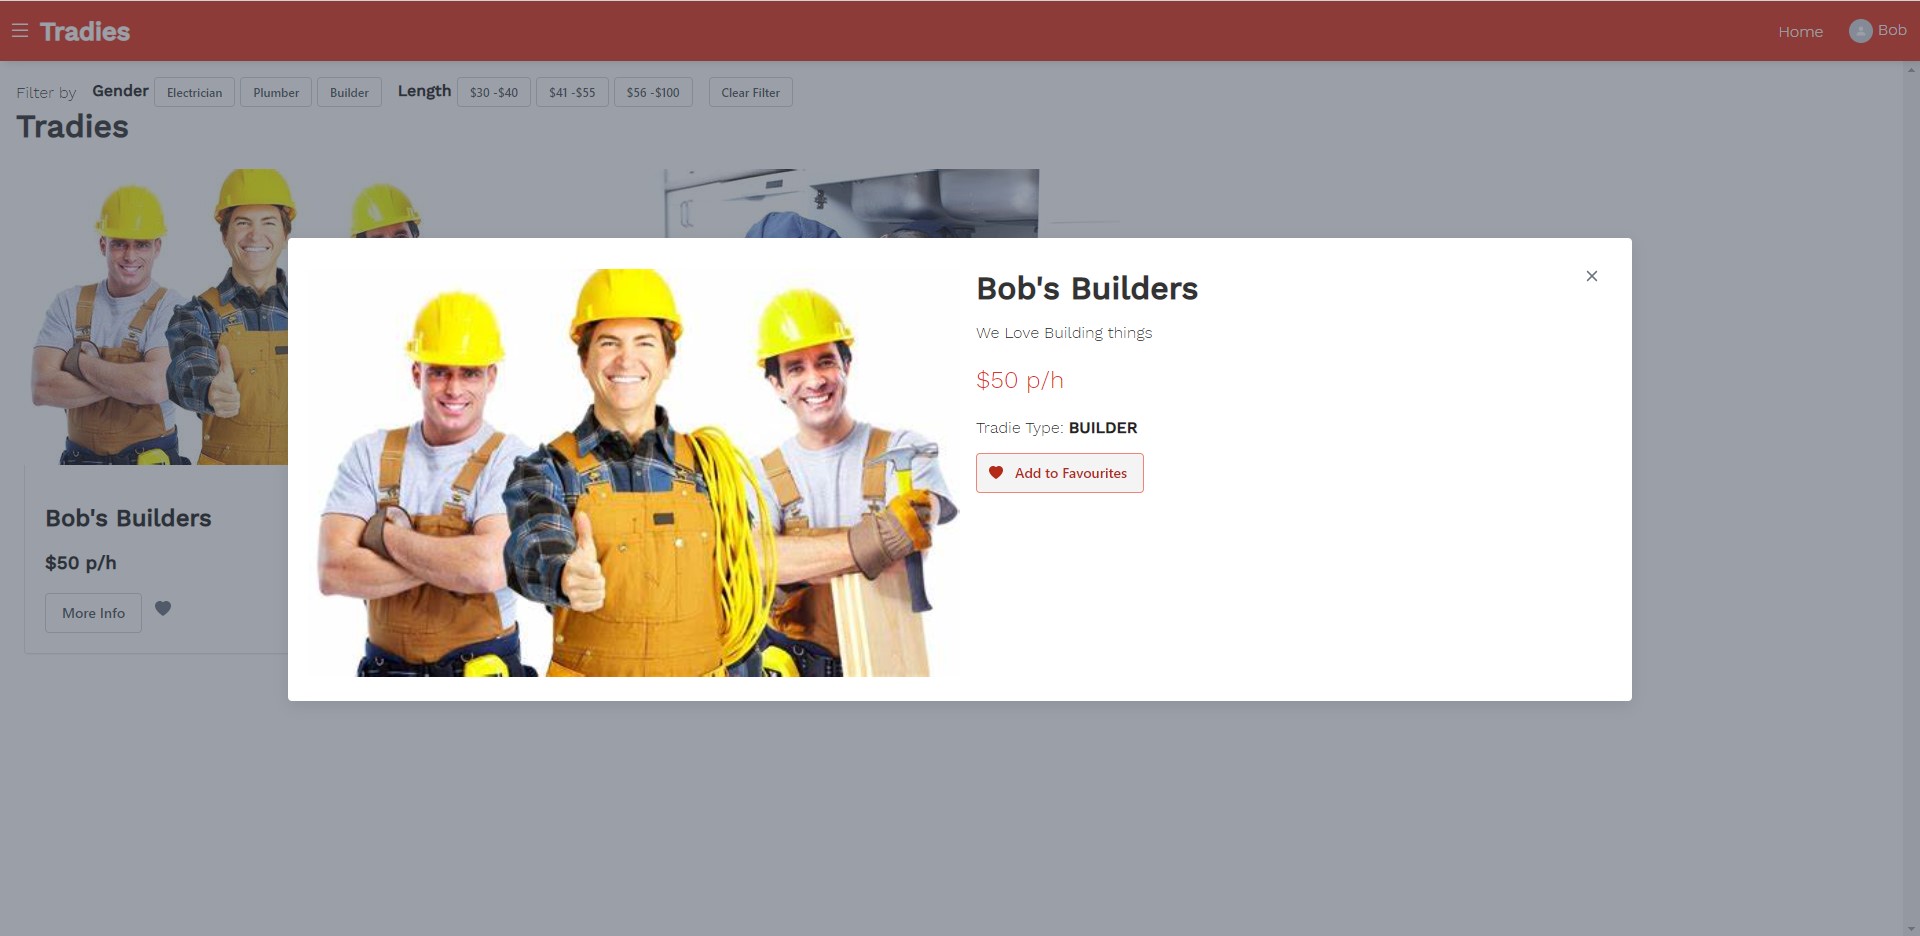 Tradies
Home
Bob
Filter by Gender Electrician Plumber Builder Length $30 -$40 $41 -$55 $56 -$100 Clear Filter
Tradies
Bob's Builders
We Love Building things
$50 p/h
Tradie Type: BUILDER
Add to Favourites
Bob's Builders
$50 p/h
More Info